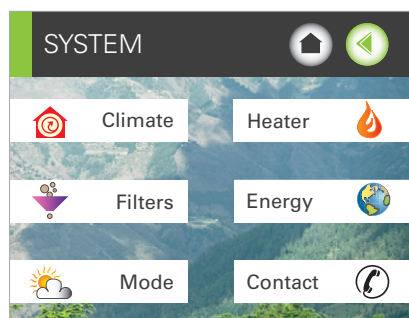 SYSTEM
Climate
Heater
Filters
Energy
Mode
Contact